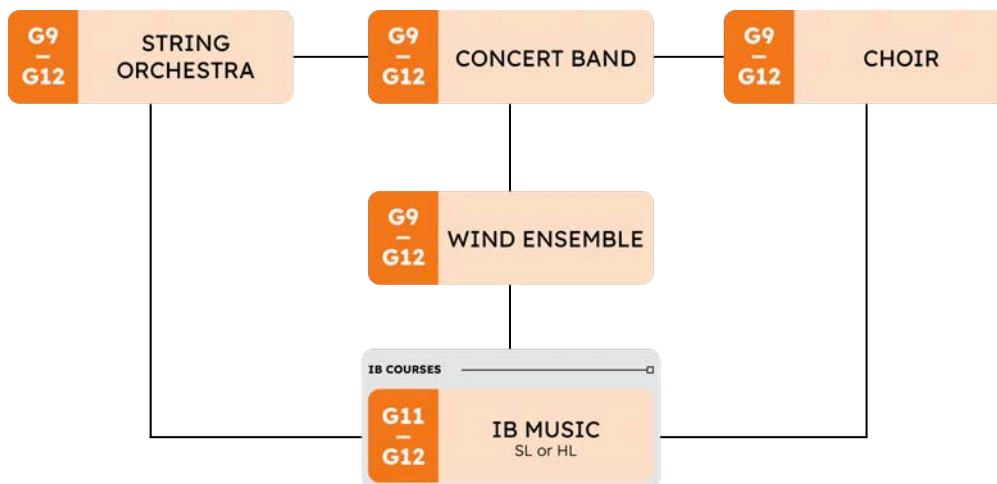 G9
—
G12
STRING
ORCHESTRA
G9
—
G12
CONCERT BAND
G9
—
G12
CHOIR
G9
—
G12
WIND ENSEMBLE
IB COURSES
G11
—
G12
IB MUSIC
SL or HL